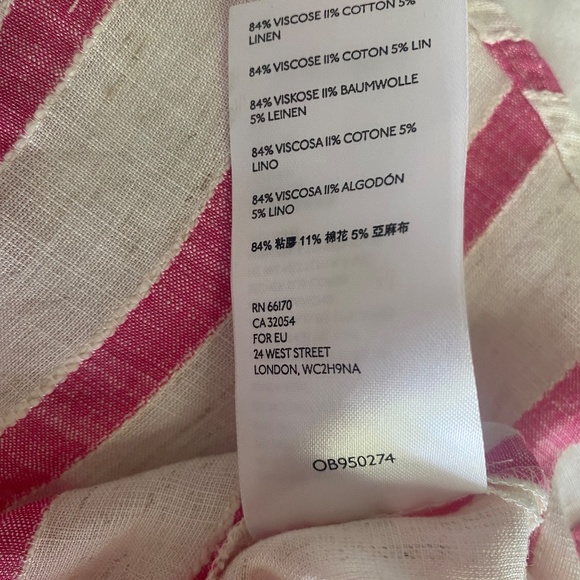 84% VISCOSE 11% COTTON 5%
LINEN
84% VISCOSE 11% COTON 5% LIN
84% VISKOSE 11% BAUMWOLLE
5% LEINEN
84% VISCOSA 11% COTONE 5%
LINO
84% VISCOSA 11% ALGODÓN
5% LINO
84% 粘膠 11% 棉花 5% 亞麻布
RN 66170
CA 32054
FOR EU
24 WEST STREET
LONDON, WC2H9NA
OB950274